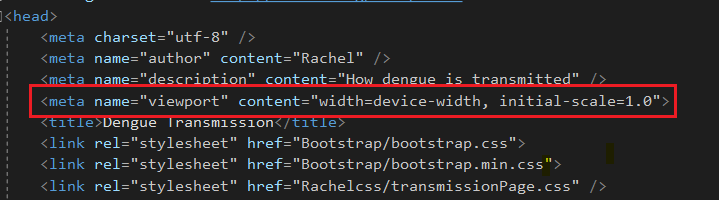 <head>
<meta charset="utf-8" />
<meta name="author" content="Rachel" />
<meta name="description" content="How dengue is transmitted" />
<meta name="viewport" content="width=device-width, initial-scale=1.0">
<title>Dengue Transmission</title>
<link rel="stylesheet" href="Bootstrap/bootstrap.css">
<link rel="stylesheet" href="Bootstrap/bootstrap.min.css">
<link rel="stylesheet" href="Rachelcss/transmissionPage.css" />